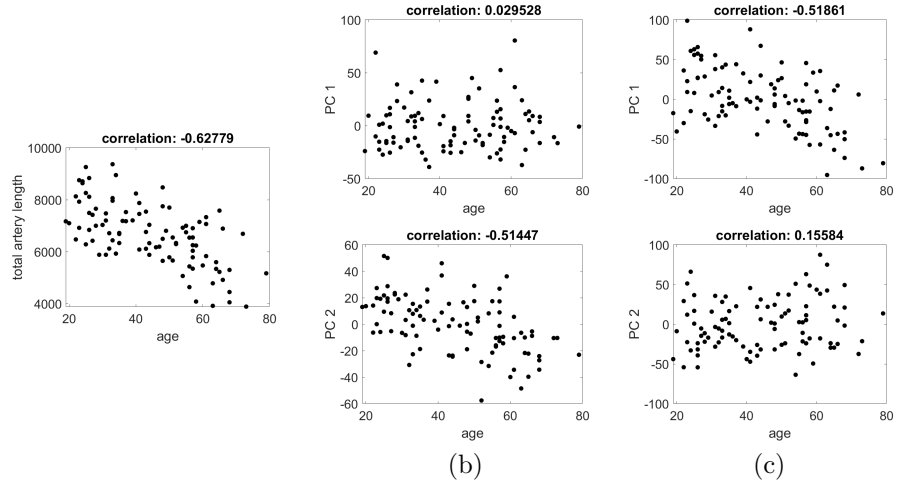 correlation: -0.62779
10000
8000
6000
4000
total artery length
20 40 60 80
age
correlation: 0.029528
100
50
0
-50
PC 1
20 40 60 80
age
correlation: -0.51447
60
40
20
0
-20
-40
-60
PC 2
20 40 60 80
age
(b)
correlation: -0.51861
100
50
0
-50
-100
PC 1
20 40 60 80
age
correlation: 0.15584
100
50
0
-50
-100
PC 2
20 40 60 80
age
(c)